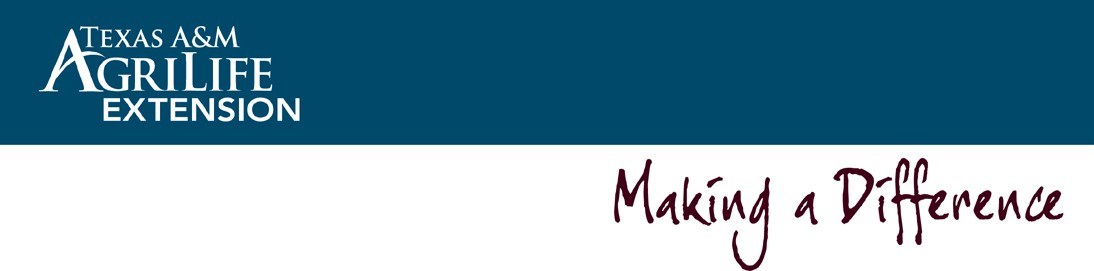 TEXAS A&M
AGRILIFE
EXTENSION
Making a Difference